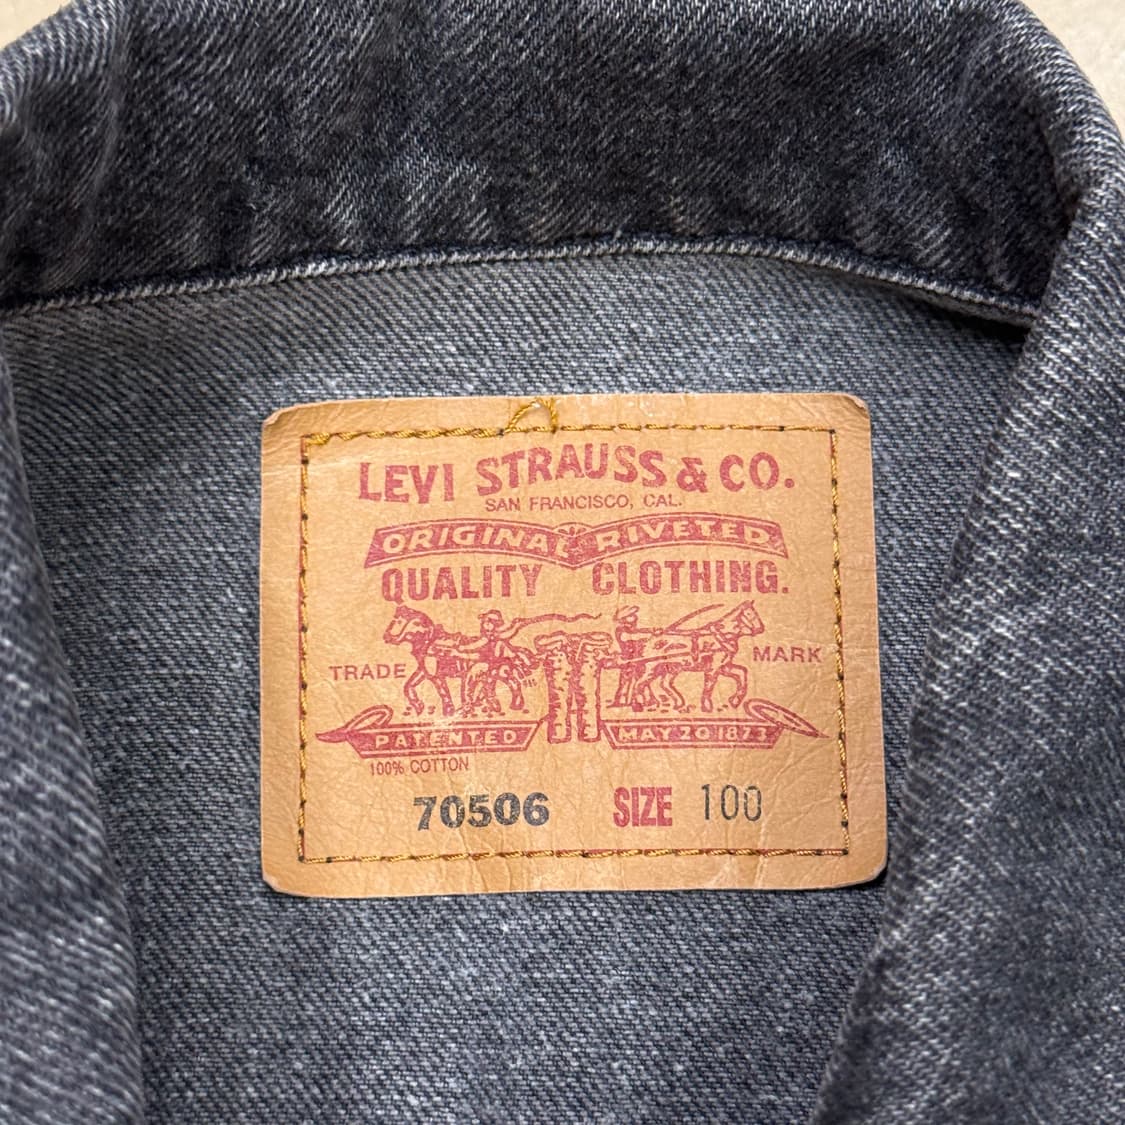 LEVI STRAUSS & CO.
SAN FRANCISCO, CAL.
ORIGINAL RIVETED
QUALITY CLOTHING.
TRADE MARK
PATENTED MAY 20 1873
100% COTTON
70506 SIZE 100